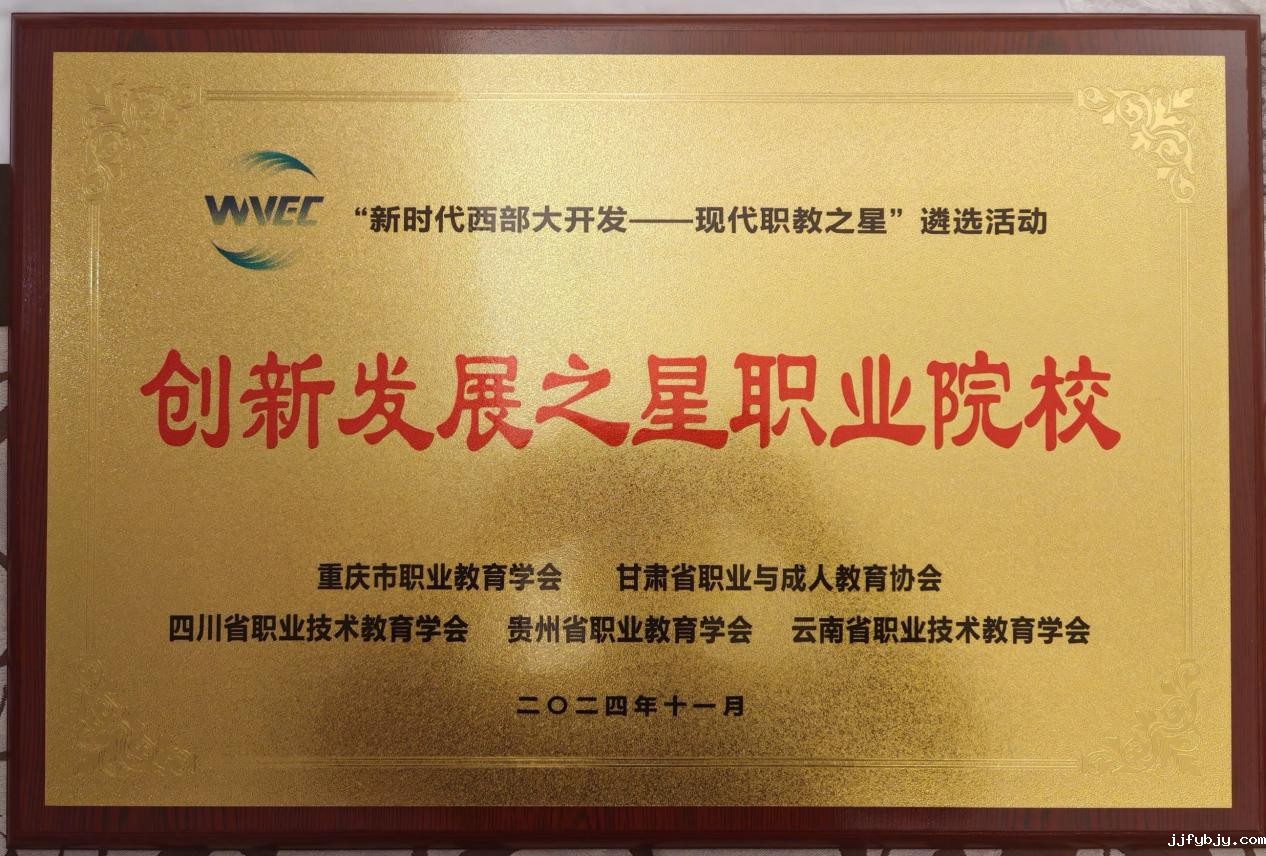 WVEC
“新时代西部大开发——现代职教之星”遴选活动
创新发展之星职业院校
重庆市职业教育学会 甘肃省职业与成人教育协会
四川省职业技术教育学会 贵州省职业教育学会 云南省职业技术教育学会
二〇二四年十一月
jjfybjy.com